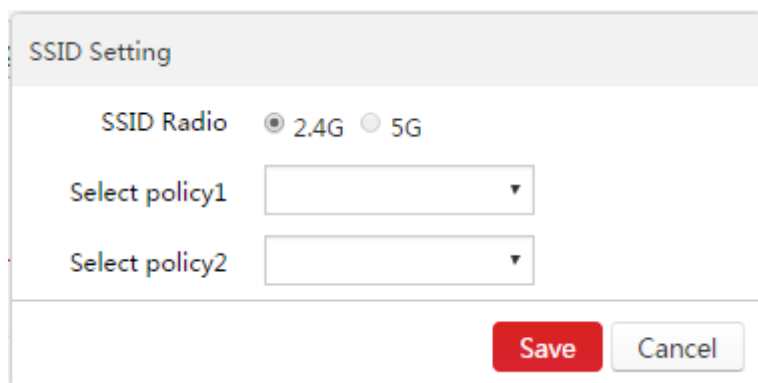 SSID Setting
SSID Radio 2.4G 5G
Select policy1
Select policy2
Save Cancel